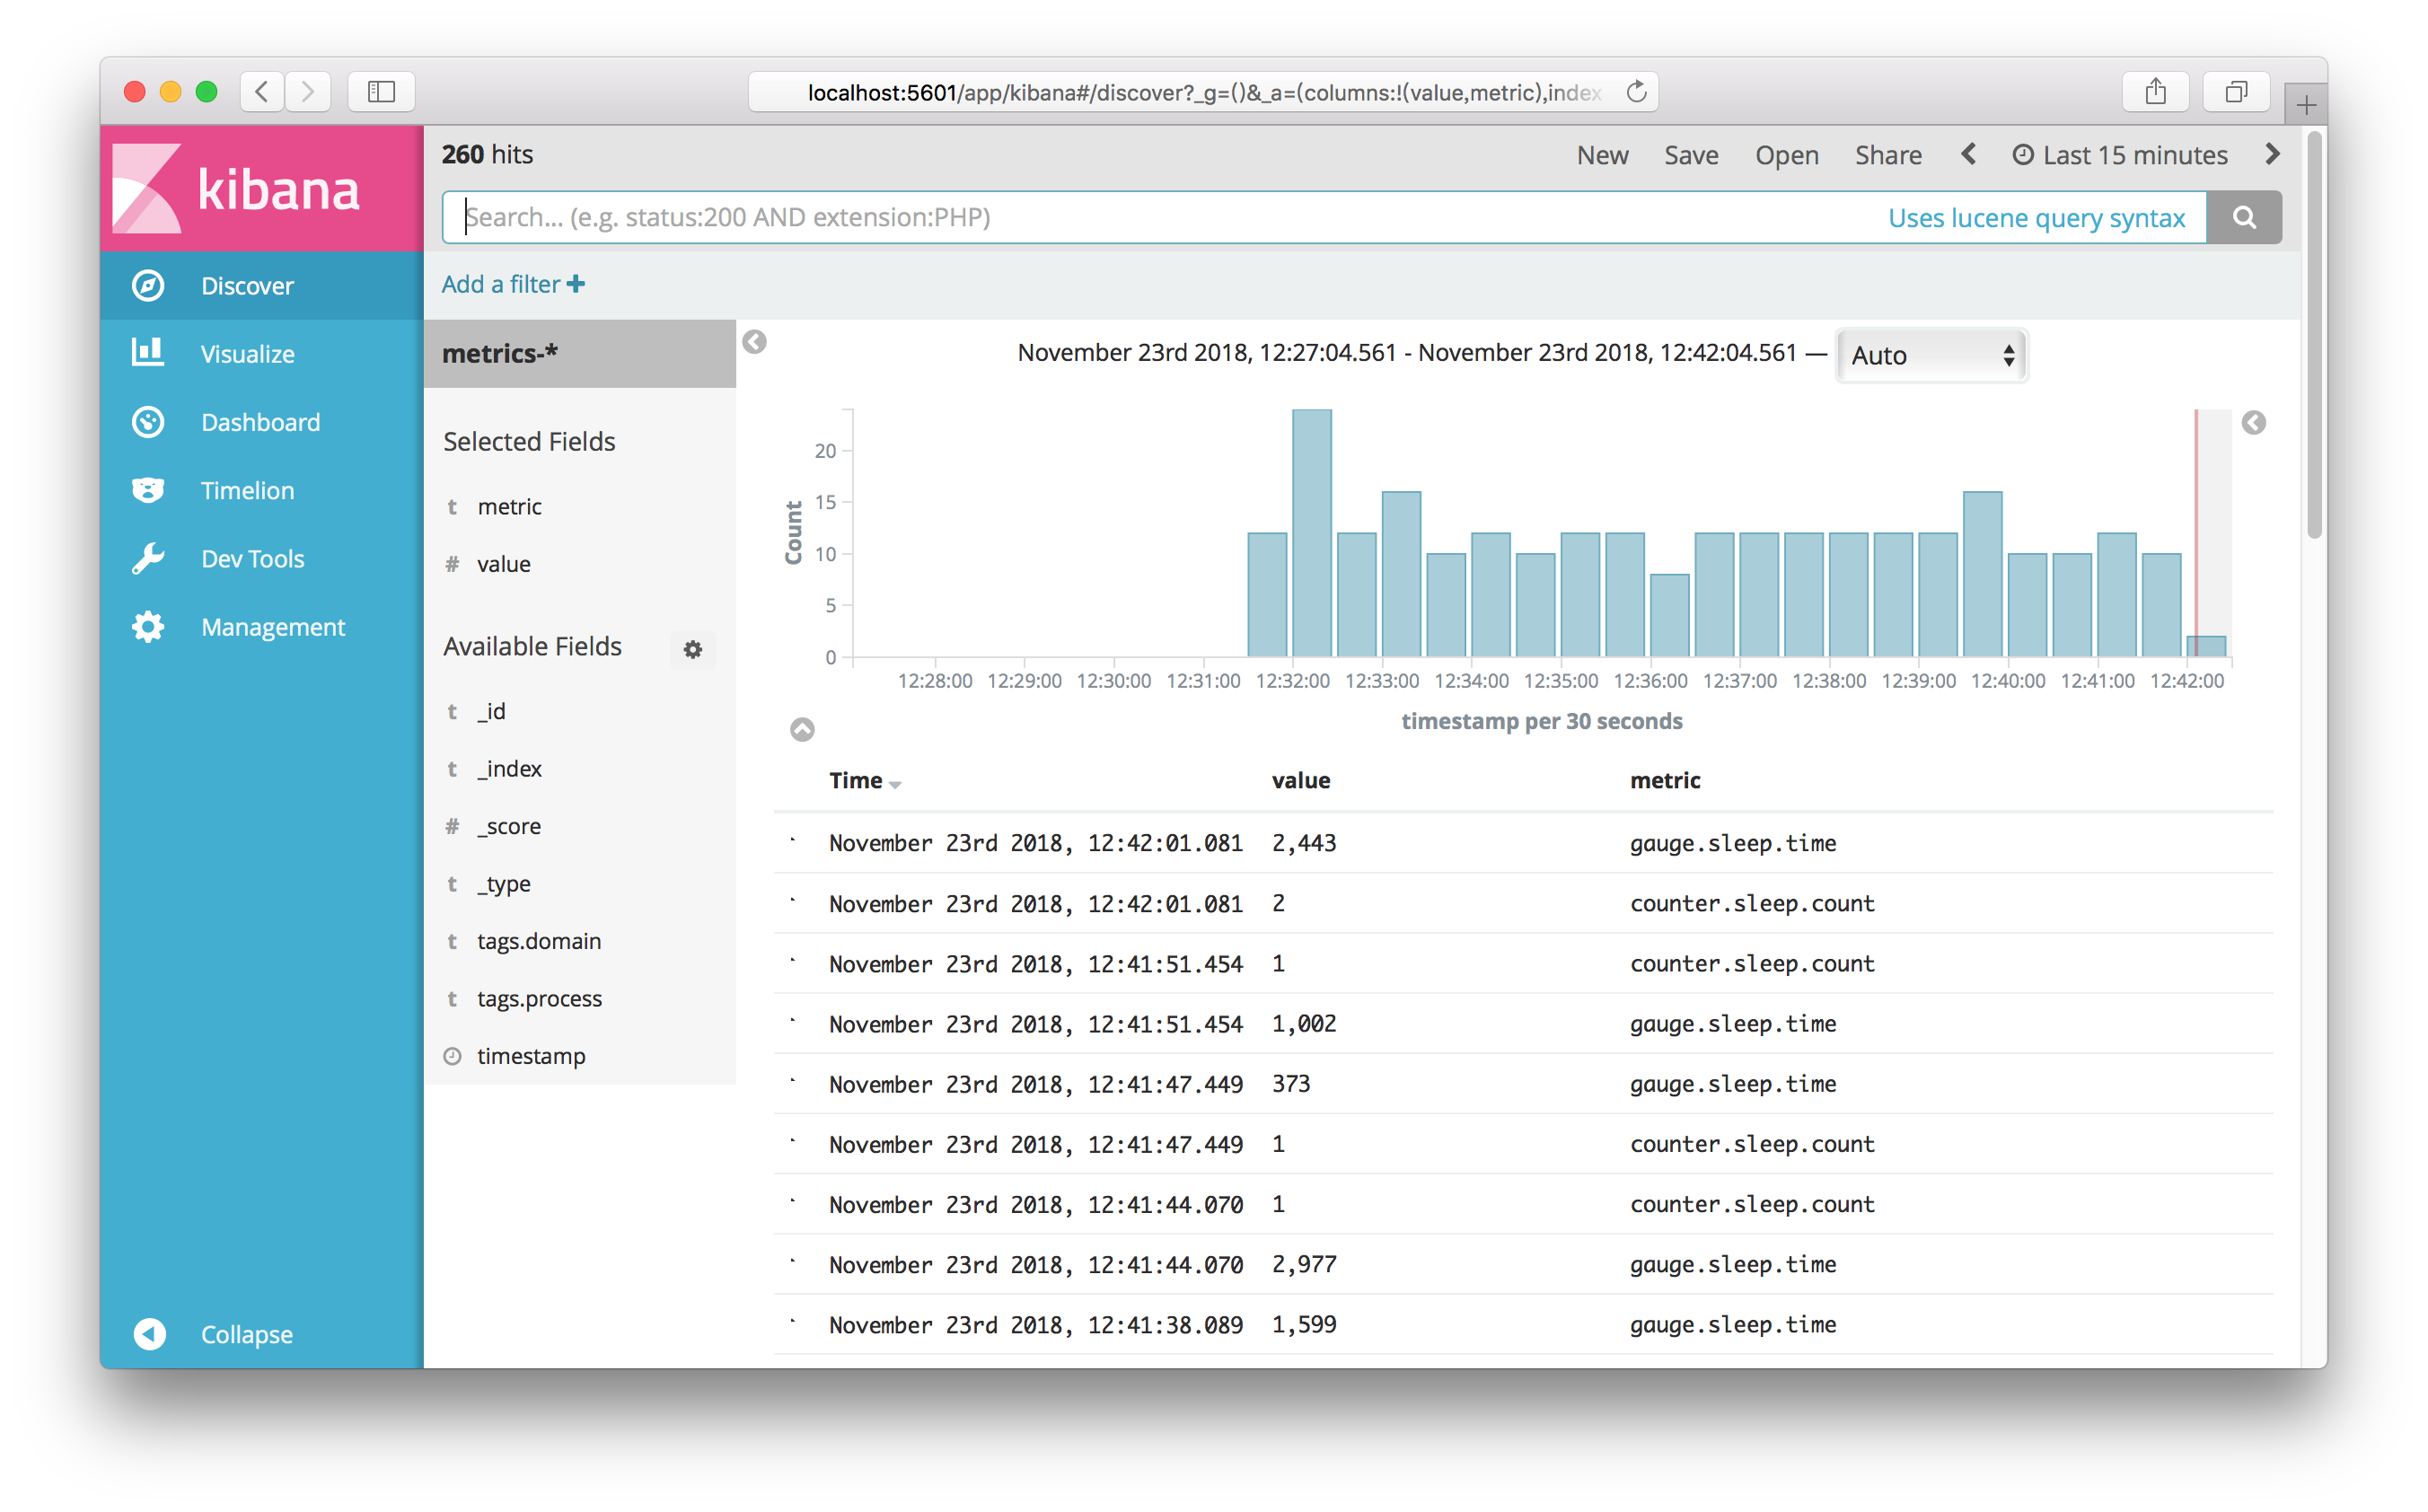 localhost:5601/app/kibana#/discover?_g=()&_a=(columns:!(value,metric),index
kibana
260 hits
New Save Open Share Last 15 minutes
Search... (e.g. status:200 AND extension:PHP) Uses lucene query syntax
Add a filter
Discover
Visualize
Dashboard
Timelion
Dev Tools
Management
Collapse
metrics-*
Selected Fields
t metric
# value
Available Fields
t _id
t _index
# _score
t _type
t tags.domain
t tags.process
timestamp
November 23rd 2018, 12:27:04.561 - November 23rd 2018, 12:42:04.561 — Auto
Count
20
15
10
5
0
12:28:00 12:29:00 12:30:00 12:31:00 12:32:00 12:33:00 12:34:00 12:35:00 12:36:00 12:37:00 12:38:00 12:39:00 12:40:00 12:41:00 12:42:00
timestamp per 30 seconds
Time value metric
November 23rd 2018, 12:42:01.081 2,443 gauge.sleep.time
November 23rd 2018, 12:42:01.081 2 counter.sleep.count
November 23rd 2018, 12:41:51.454 1 counter.sleep.count
November 23rd 2018, 12:41:51.454 1,002 gauge.sleep.time
November 23rd 2018, 12:41:47.449 373 gauge.sleep.time
November 23rd 2018, 12:41:47.449 1 counter.sleep.count
November 23rd 2018, 12:41:44.070 1 counter.sleep.count
November 23rd 2018, 12:41:44.070 2,977 gauge.sleep.time
November 23rd 2018, 12:41:38.089 1,599 gauge.sleep.time